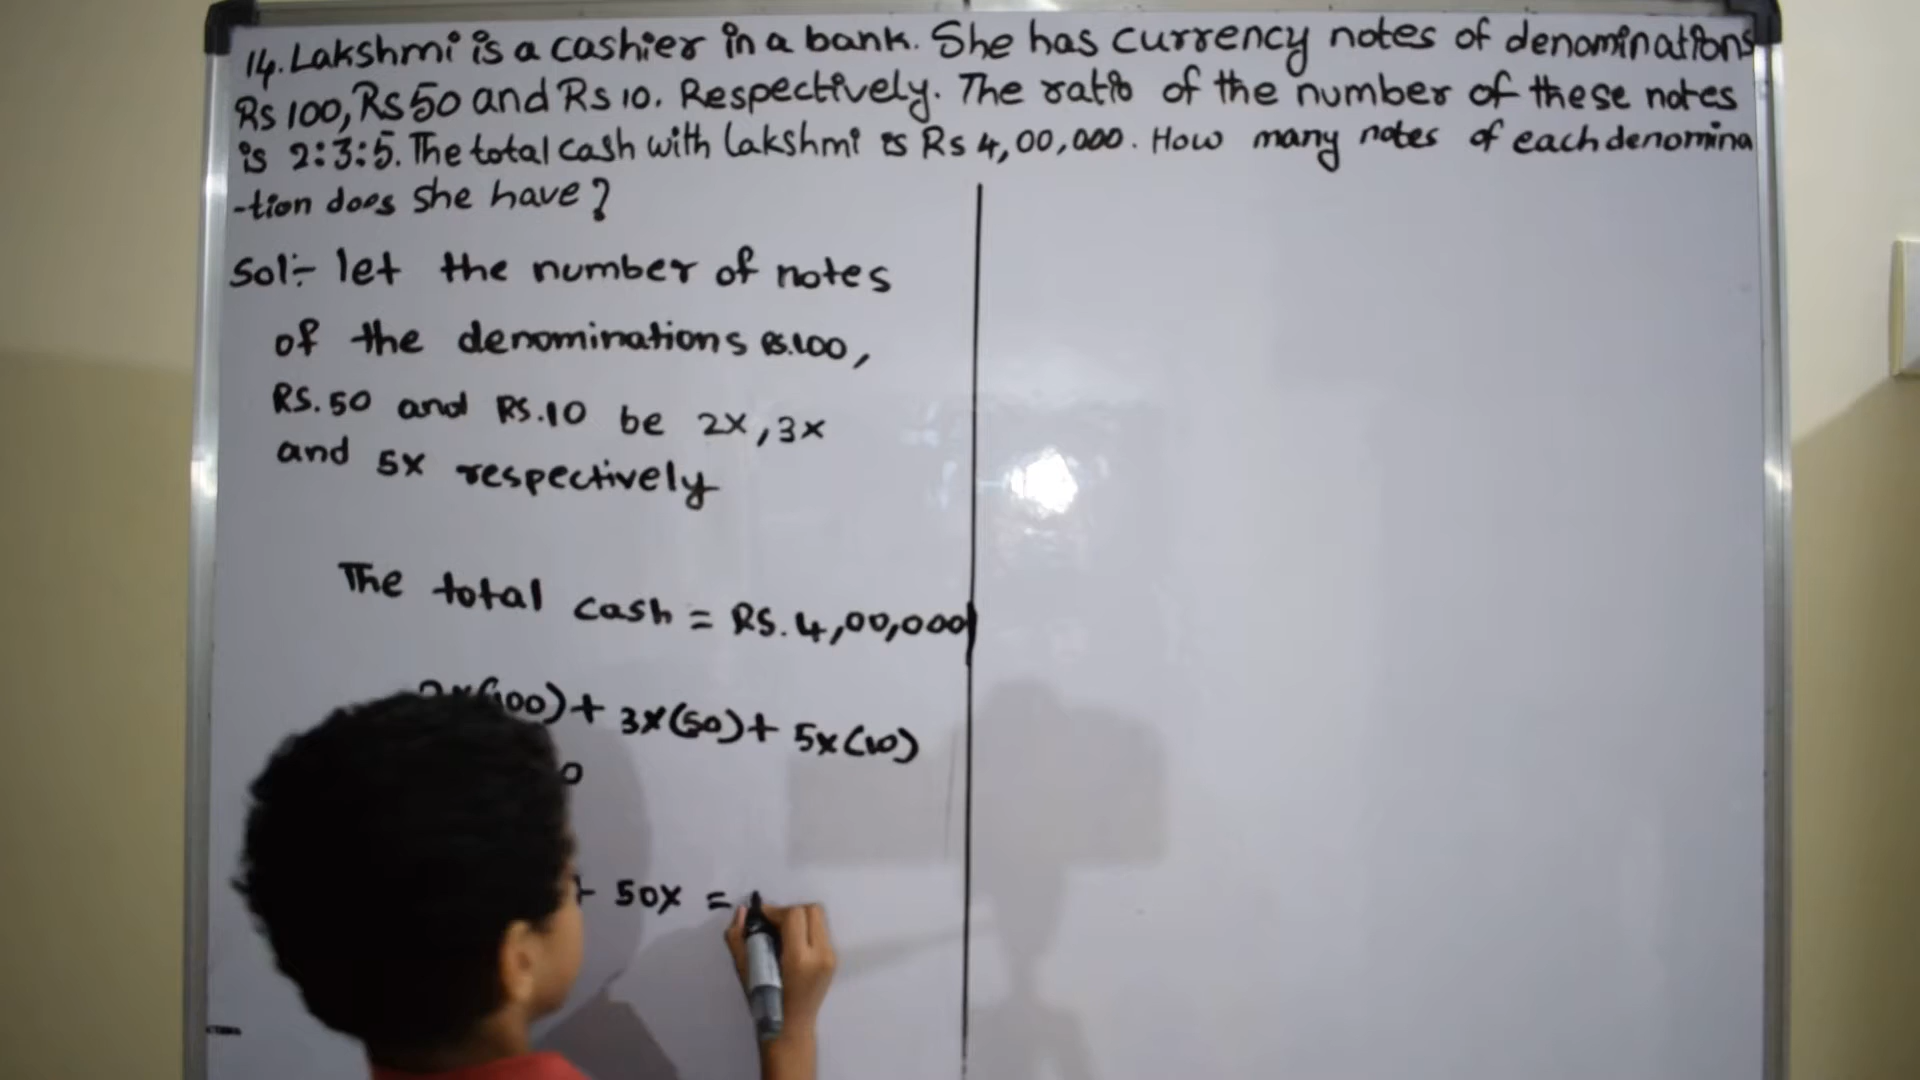 14. Lakshmi is a cashier in a bank. She has currency notes of denominations
Rs 100, Rs 50 and Rs 10. Respectively. The ratio of the number of these notes
is 2:3:5. The total cash with Lakshmi is Rs 4,00,000. How many notes of each denomina
-tion does she have?
Sol:- let the number of notes
of the denominations Rs.100,
RS.50 and RS.10 be 2x, 3x
and 5x respectively
The total cash = RS. 4,00,000
2x(100)+ 3x(50)+ 5x(10)
0
+ 50x =